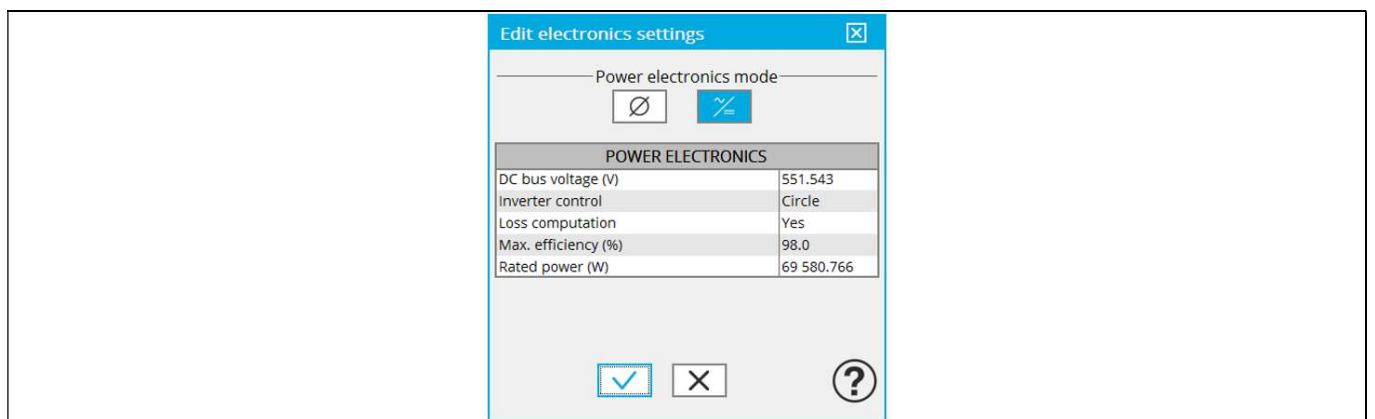 Edit electronics settings
Power electronics mode
POWER ELECTRONICS
DC bus voltage (V) 551.543
Inverter control Circle
Loss computation Yes
Max. efficiency (%) 98.0
Rated power (W) 69 580.766
?